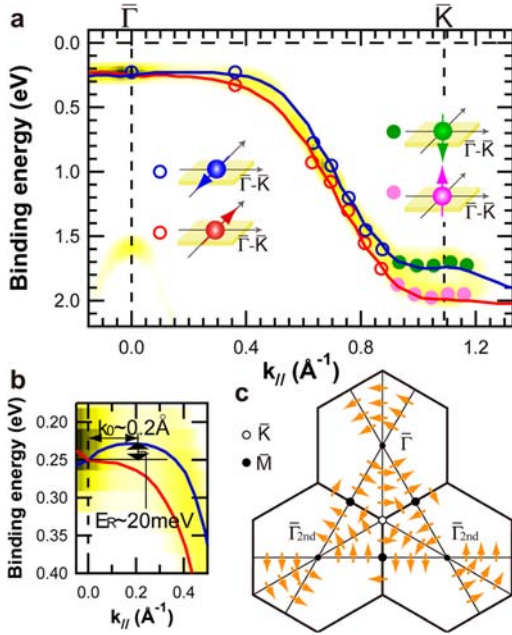 a
Γ̅
K̅
0.0
0.5
1.0
1.5
2.0
Binding energy (eV)
Γ̅-K̅
Γ̅-K̅
Γ̅-K̅
Γ̅-K̅
0.0
0.4
0.8
1.2
k// (Å⁻¹)
b
k₀~0.2Å
0.20
0.25
0.30
0.35
0.40
Binding energy (eV)
E_R~20meV
0.0
0.2
0.4
k// (Å⁻¹)
c
K̅
M̅
Γ̅
Γ̅2nd
Γ̅2nd